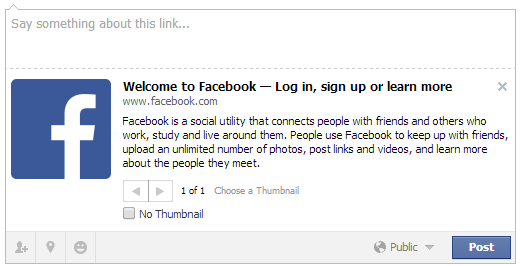 Say something about this link...
Welcome to Facebook — Log in, sign up or learn more
www.facebook.com
Facebook is a social utility that connects people with friends and others who
work, study and live around them. People use Facebook to keep up with friends,
upload an unlimited number of photos, post links and videos, and learn more
about the people they meet.
1 of 1 Choose a Thumbnail
No Thumbnail
Public Post